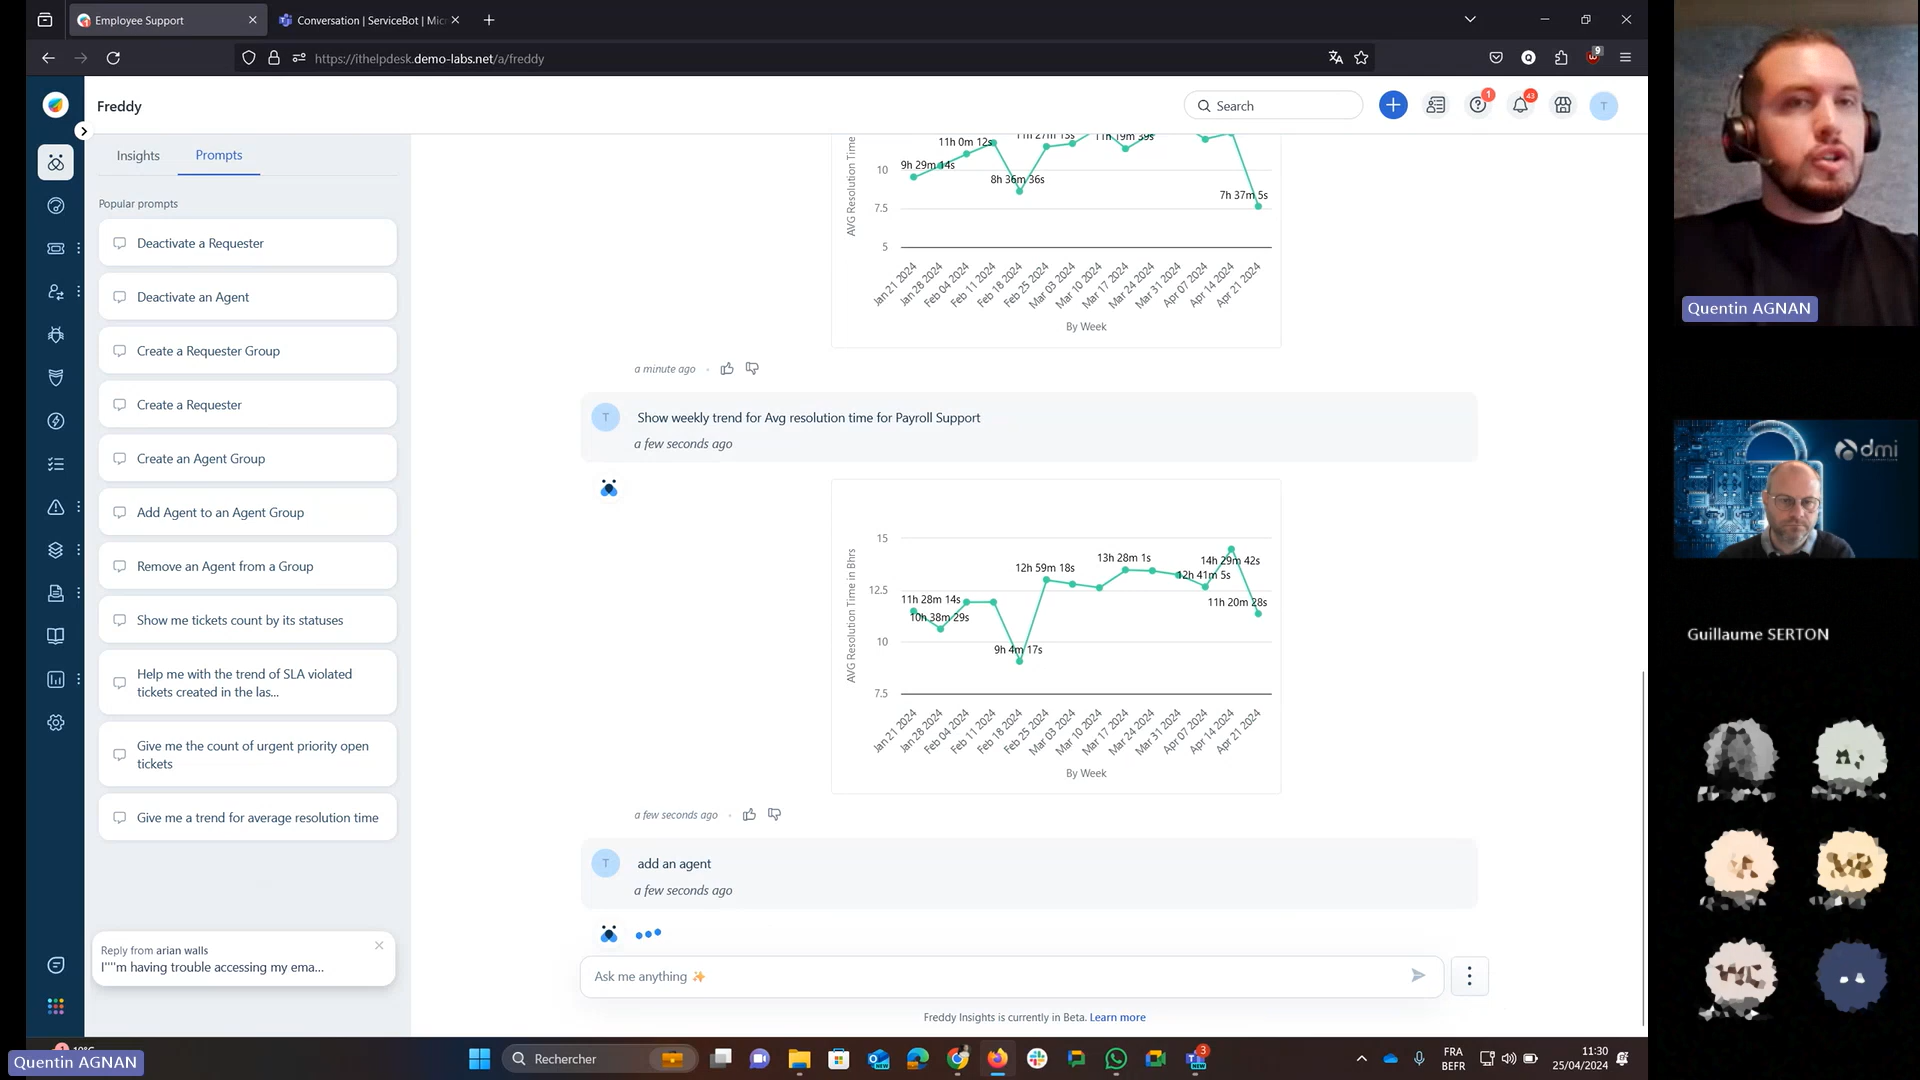 Employee Support
Conversation | ServiceBot | Mic
https://ithelpdesk.demo-labs.net/a/freddy
9
Freddy
Search
1
43
T
Insights
Prompts
Popular prompts
Deactivate a Requester
Deactivate an Agent
Create a Requester Group
Create a Requester
Create an Agent Group
Add Agent to an Agent Group
Remove an Agent from a Group
Show me tickets count by its statuses
Help me with the trend of SLA violated
tickets created in the las...
Give me the count of urgent priority open
tickets
Give me a trend for average resolution time
Reply from arian walls
I''''m having trouble accessing my ema...
AVG Resolution Time
10
7.5
5
9h 29m 14s
11h 0m 12s
8h 36m 36s
11h 27m 13s
11h 19m 39s
7h 37m 5s
Jan 21 2024
Jan 28 2024
Feb 04 2024
Feb 11 2024
Feb 18 2024
Feb 25 2024
Mar 03 2024
Mar 10 2024
Mar 17 2024
Mar 24 2024
Mar 31 2024
Apr 07 2024
Apr 14 2024
Apr 21 2024
By Week
a minute ago
T
Show weekly trend for Avg resolution time for Payroll Support
a few seconds ago
AVG Resolution Time in Bhrs
15
12.5
10
7.5
11h 28m 14s
10h 38m 29s
9h 4m 17s
12h 59m 18s
13h 28m 1s
12h 41m 5s
14h 29m 42s
11h 20m 28s
Jan 21 2024
Jan 28 2024
Feb 04 2024
Feb 11 2024
Feb 18 2024
Feb 25 2024
Mar 03 2024
Mar 10 2024
Mar 17 2024
Mar 24 2024
Mar 31 2024
Apr 07 2024
Apr 14 2024
Apr 21 2024
By Week
a few seconds ago
T
add an agent
a few seconds ago
Ask me anything ✨
Freddy Insights is currently in Beta. Learn more
Quentin AGNAN
dmi
Guillaume SERTON
Quentin AGNAN
Rechercher
NEW
3
NEW
FRA
BEFR
11:30
25/04/2024